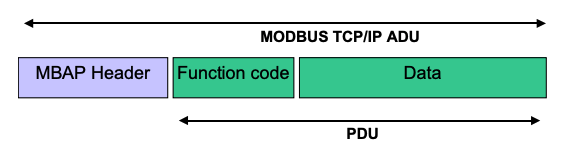 MODBUS TCP/IP ADU
MBAP Header Function code Data
PDU